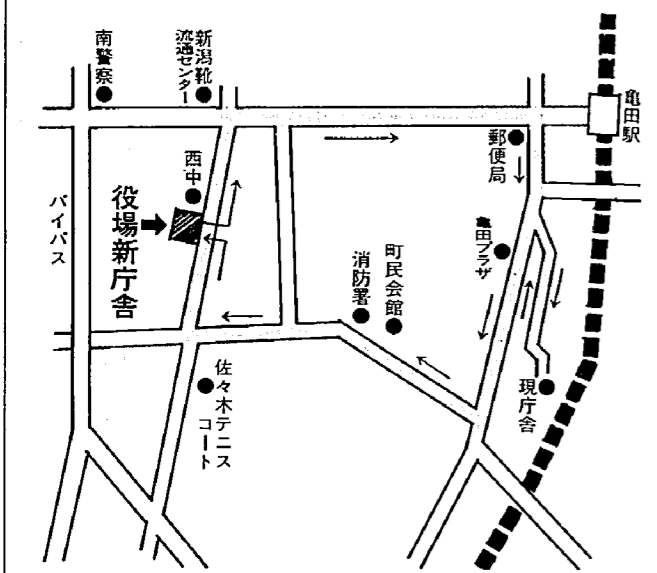 南警察
新潟靴
流通センター
亀田駅
郵便局
西中
バイパス
役場新庁舎
亀田プラザ
町民会館
消防署
現庁舎
佐々木テニス
コート